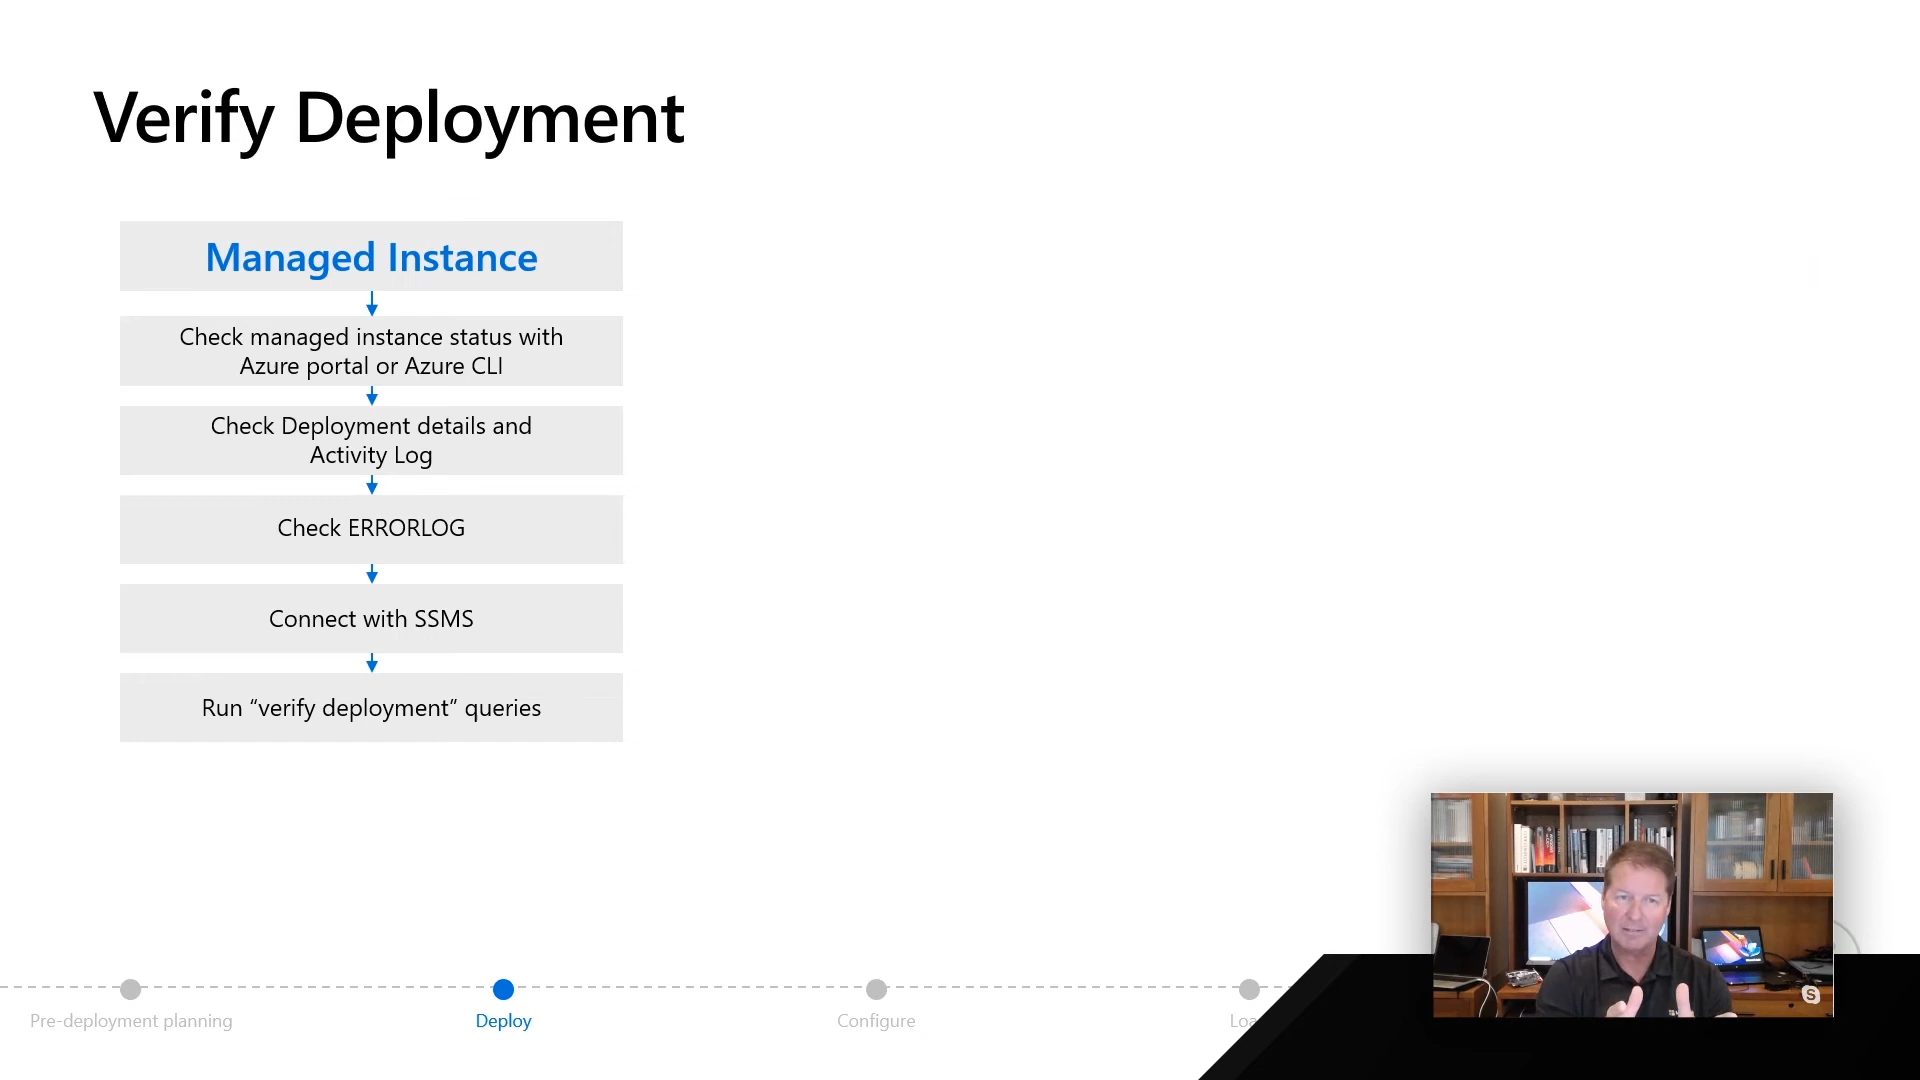 Verify Deployment
Managed Instance
Check managed instance status with
Azure portal or Azure CLI
Check Deployment details and
Activity Log
Check ERRORLOG
Connect with SSMS
Run “verify deployment” queries
Pre-deployment planning
Deploy
Configure